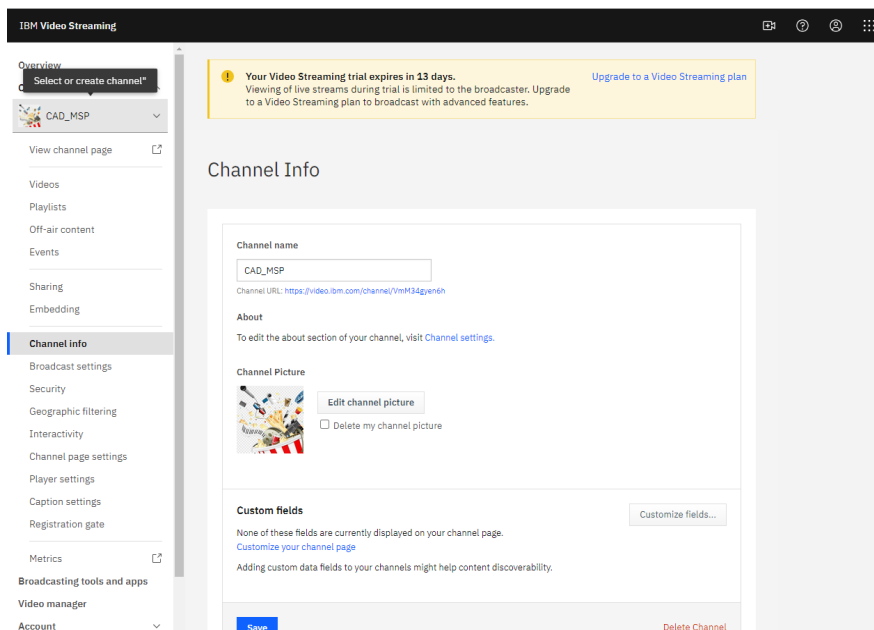 IBM Video Streaming
Overview
Select or create channel"
CAD_MSP
View channel page
Videos
Playlists
Off-air content
Events
Sharing
Embedding
Channel info
Broadcast settings
Security
Geographic filtering
Interactivity
Channel page settings
Player settings
Caption settings
Registration gate
Metrics
Broadcasting tools and apps
Video manager
Account
Your Video Streaming trial expires in 13 days.
Viewing of live streams during trial is limited to the broadcaster. Upgrade
to a Video Streaming plan to broadcast with advanced features.
Upgrade to a Video Streaming plan
Channel Info
Channel name
CAD_MSP
Channel URL: https://video.ibm.com/channel/VmM34gyen6h
About
To edit the about section of your channel, visit Channel settings.
Channel Picture
Edit channel picture
Delete my channel picture
Custom fields
Customize fields...
None of these fields are currently displayed on your channel page.
Customize your channel page
Adding custom data fields to your channels might help content discoverability.
Save
Delete Channel